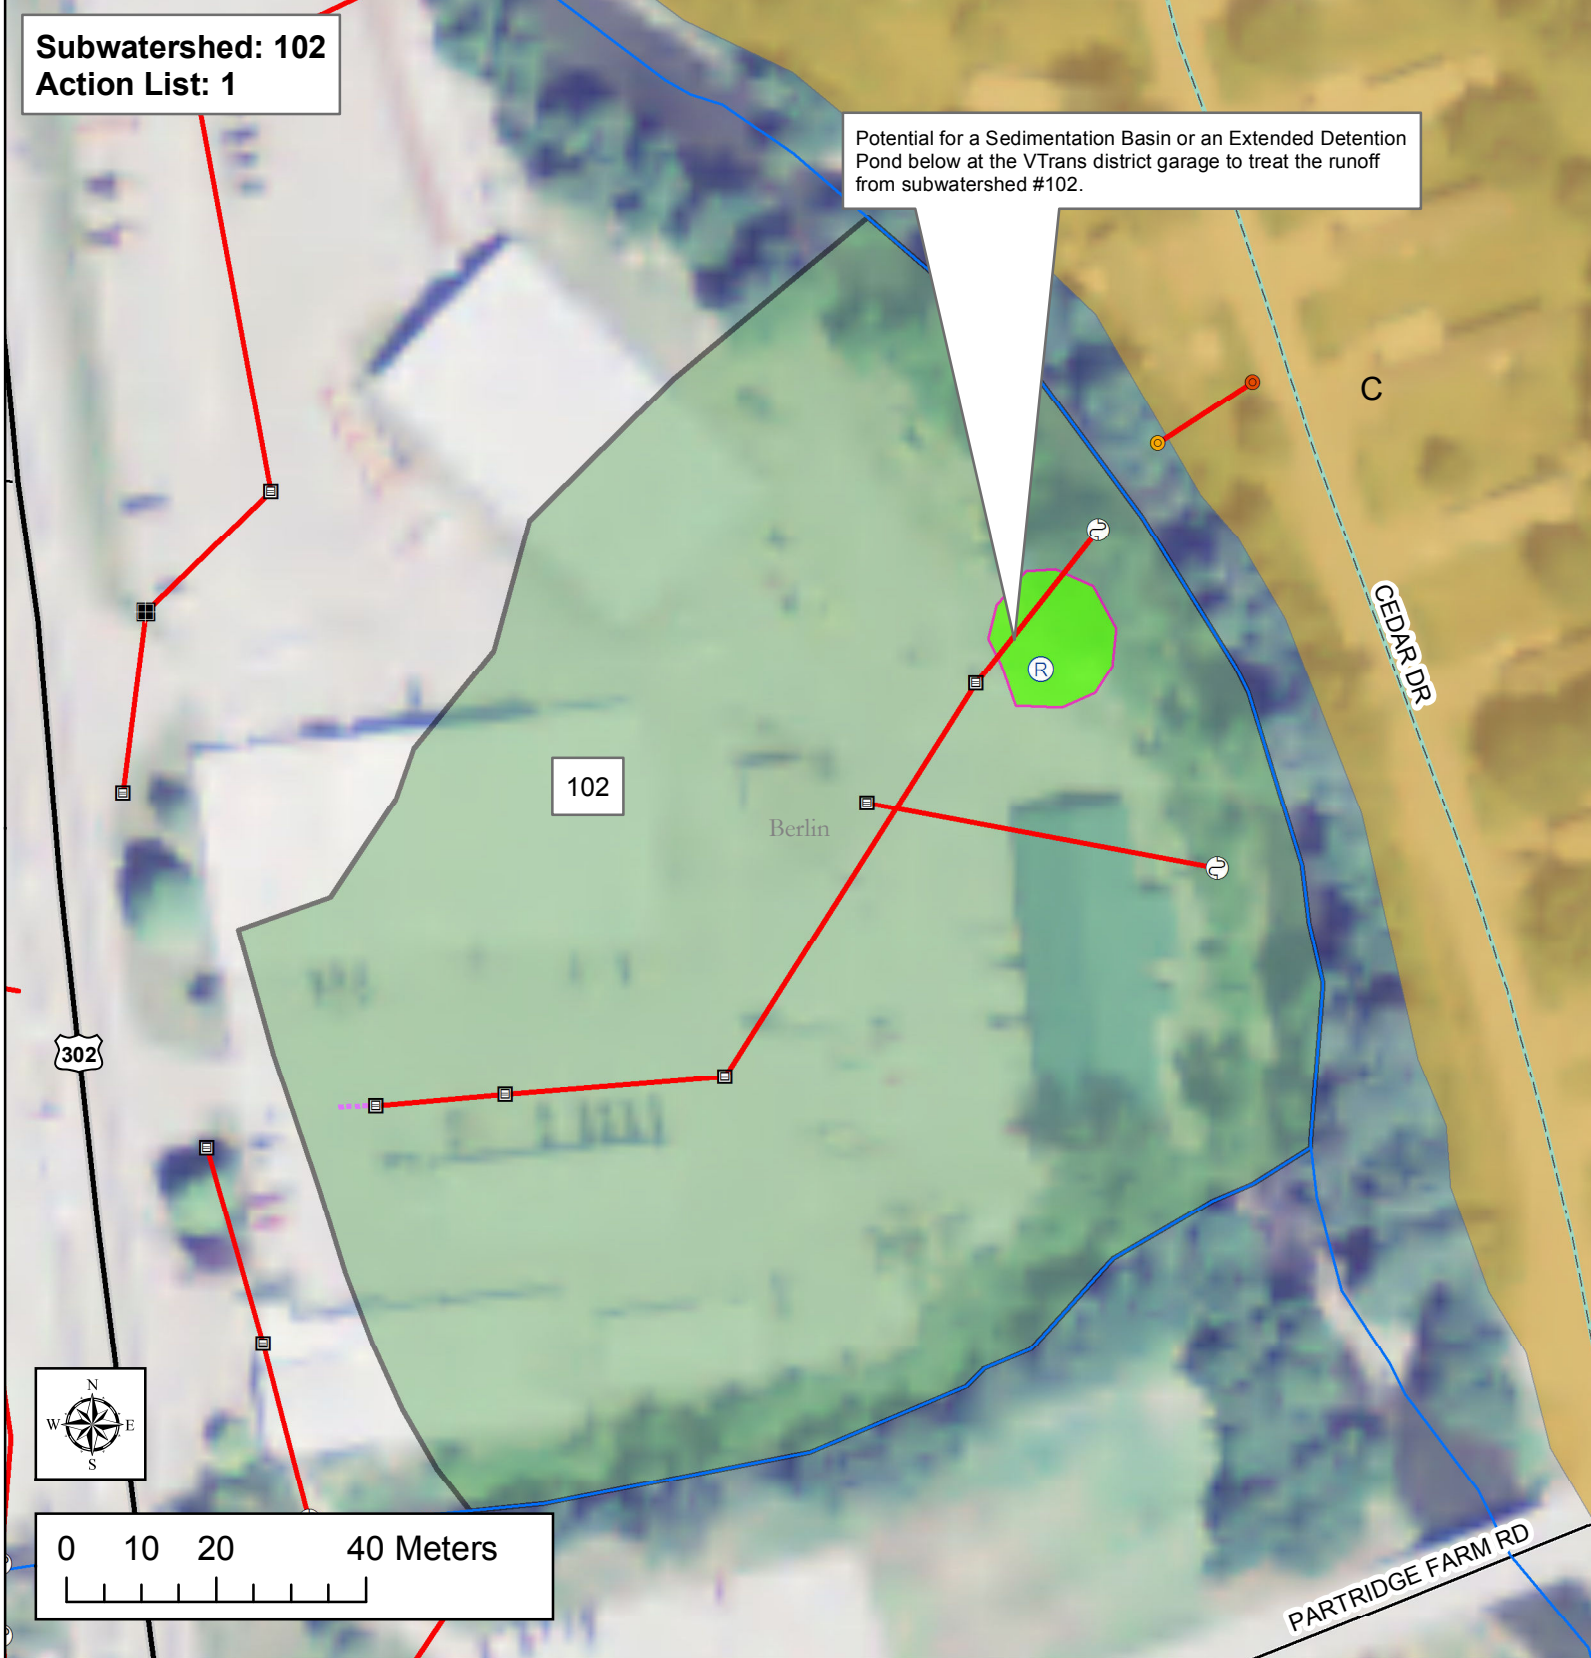 Subwatershed: 102
Action List: 1
Potential for a Sedimentation Basin or an Extended Detention
Pond below at the VTrans district garage to treat the runoff
from subwatershed #102.
C
CEDAR DR
R
102
Berlin
302
N
W E
S
0 10 20 40 Meters
PARTRIDGE FARM RD